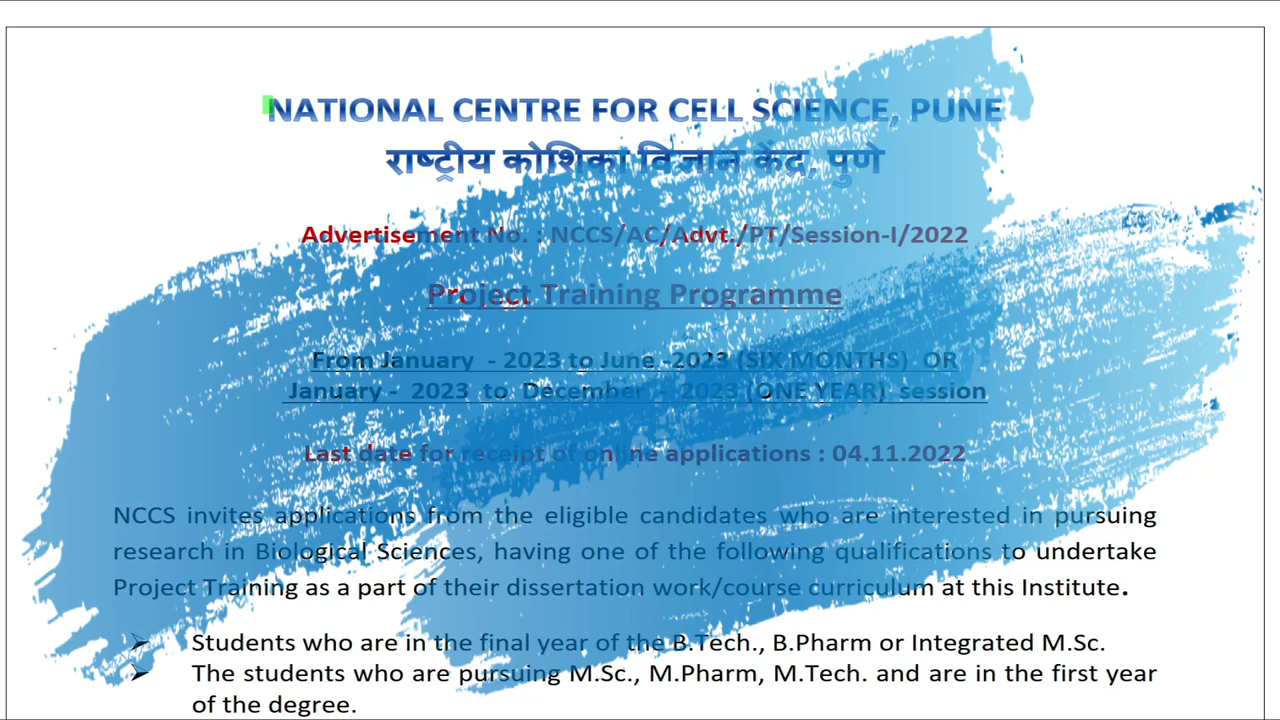 NATIONAL CENTRE FOR CELL SCIENCE, PUNE
राष्ट्रीय कोशिका विज्ञान केंद्र, पुणे
Advertisement No. : NCCS/AC/Advt./PT/Session-I/2022
Project Training Programme
From January - 2023 to June -2023 (SIX MONTHS) OR
January - 2023 to December - 2023 (ONE YEAR) session
Last date for receipt of online applications : 04.11.2022
NCCS invites applications from the eligible candidates who are interested in pursuing
research in Biological Sciences, having one of the following qualifications to undertake
Project Training as a part of their dissertation work/course curriculum at this Institute.
➢ Students who are in the final year of the B.Tech., B.Pharm or Integrated M.Sc.
➢ The students who are pursuing M.Sc., M.Pharm, M.Tech. and are in the first year
of the degree.